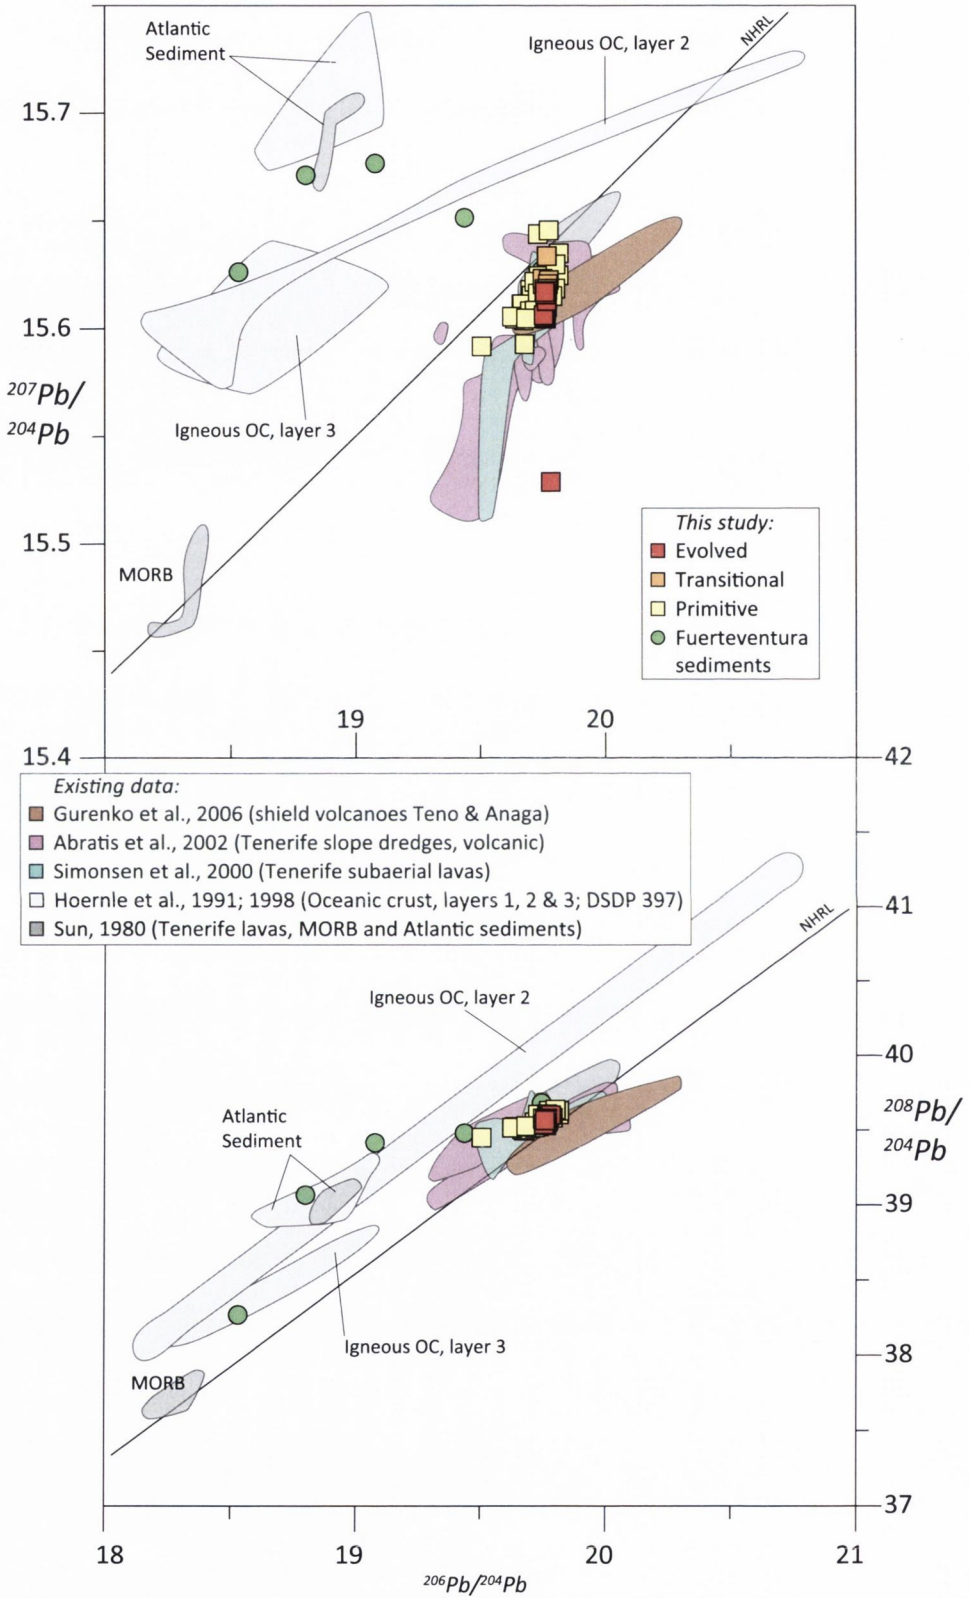 Atlantic
Sediment
Igneous OC, layer 2
NHRL
15.7
15.6
207Pb/
204Pb
Igneous OC, layer 3
15.5
MORB
This study:
Evolved
Transitional
Primitive
Fuerteventura
sediments
19
20
15.4
42
Existing data:
Gurenko et al., 2006 (shield volcanoes Teno & Anaga)
Abratis et al., 2002 (Tenerife slope dredges, volcanic)
Simonsen et al., 2000 (Tenerife subaerial lavas)
Hoernle et al., 1991; 1998 (Oceanic crust, layers 1, 2 & 3; DSDP 397)
Sun, 1980 (Tenerife lavas, MORB and Atlantic sediments)
41
NHRL
Igneous OC, layer 2
40
208Pb/
204Pb
Atlantic
Sediment
39
Igneous OC, layer 3
38
MORB
37
18
19
20
21
206Pb/204Pb